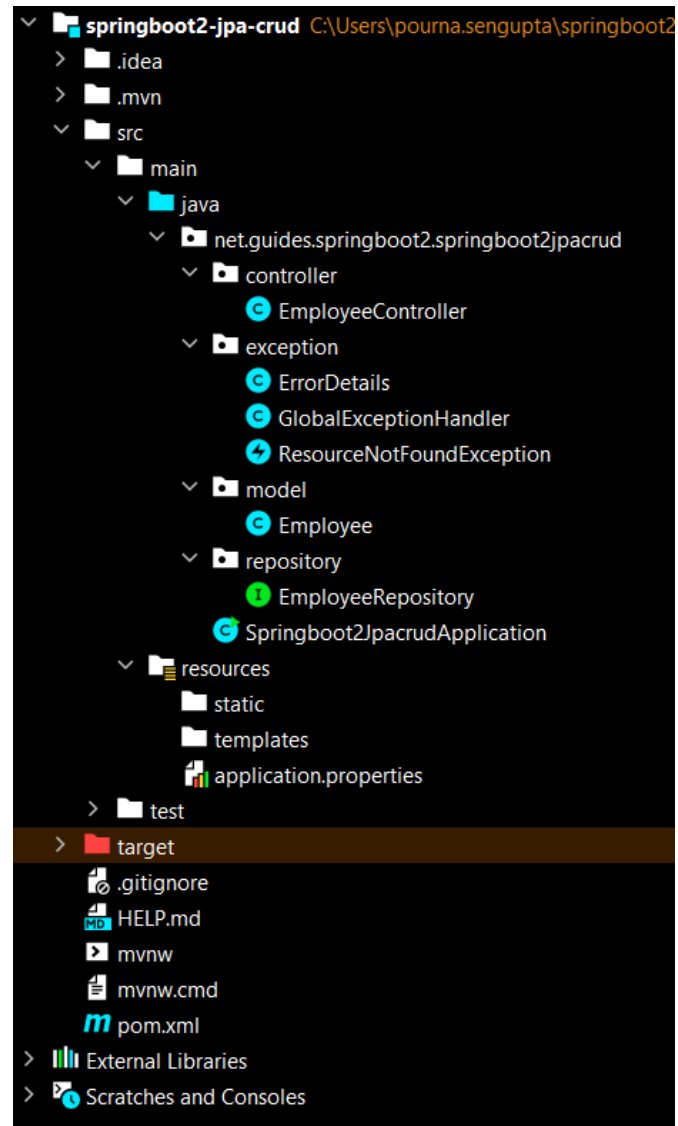 springboot2-jpa-crud C:\Users\pourna.sengupta\springboot2
.idea
.mvn
src
main
java
net.guides.springboot2.springboot2jpacrud
controller
C EmployeeController
exception
C ErrorDetails
C GlobalExceptionHandler
ResourceNotFoundException
model
C Employee
repository
I EmployeeRepository
C Springboot2JpacrudApplication
resources
static
templates
application.properties
test
target
.gitignore
MD HELP.md
mvnw
mvnw.cmd
m pom.xml
External Libraries
Scratches and Consoles